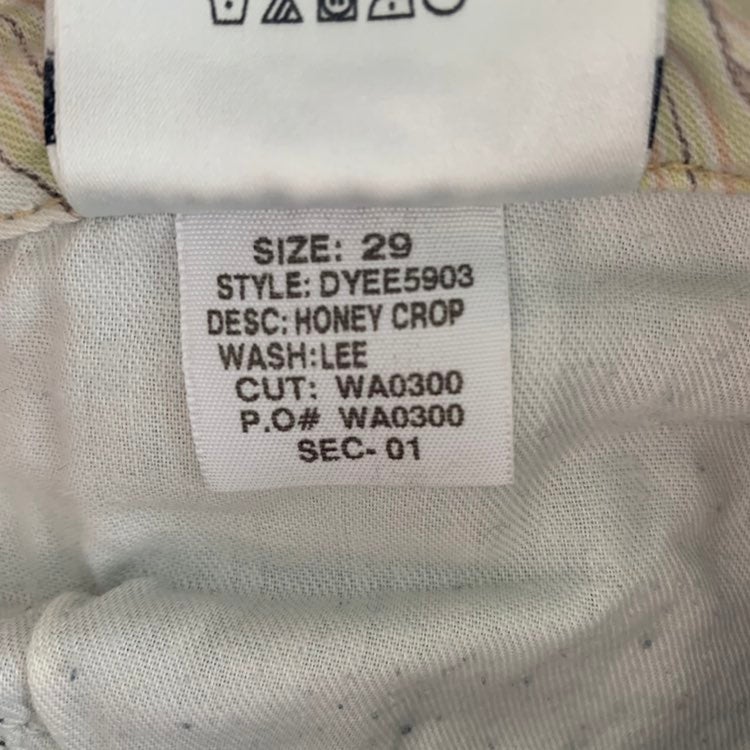 SIZE: 29
STYLE: DYEE5903
DESC: HONEY CROP
WASH:LEE
CUT: WA0300
P.O# WA0300
SEC- 01